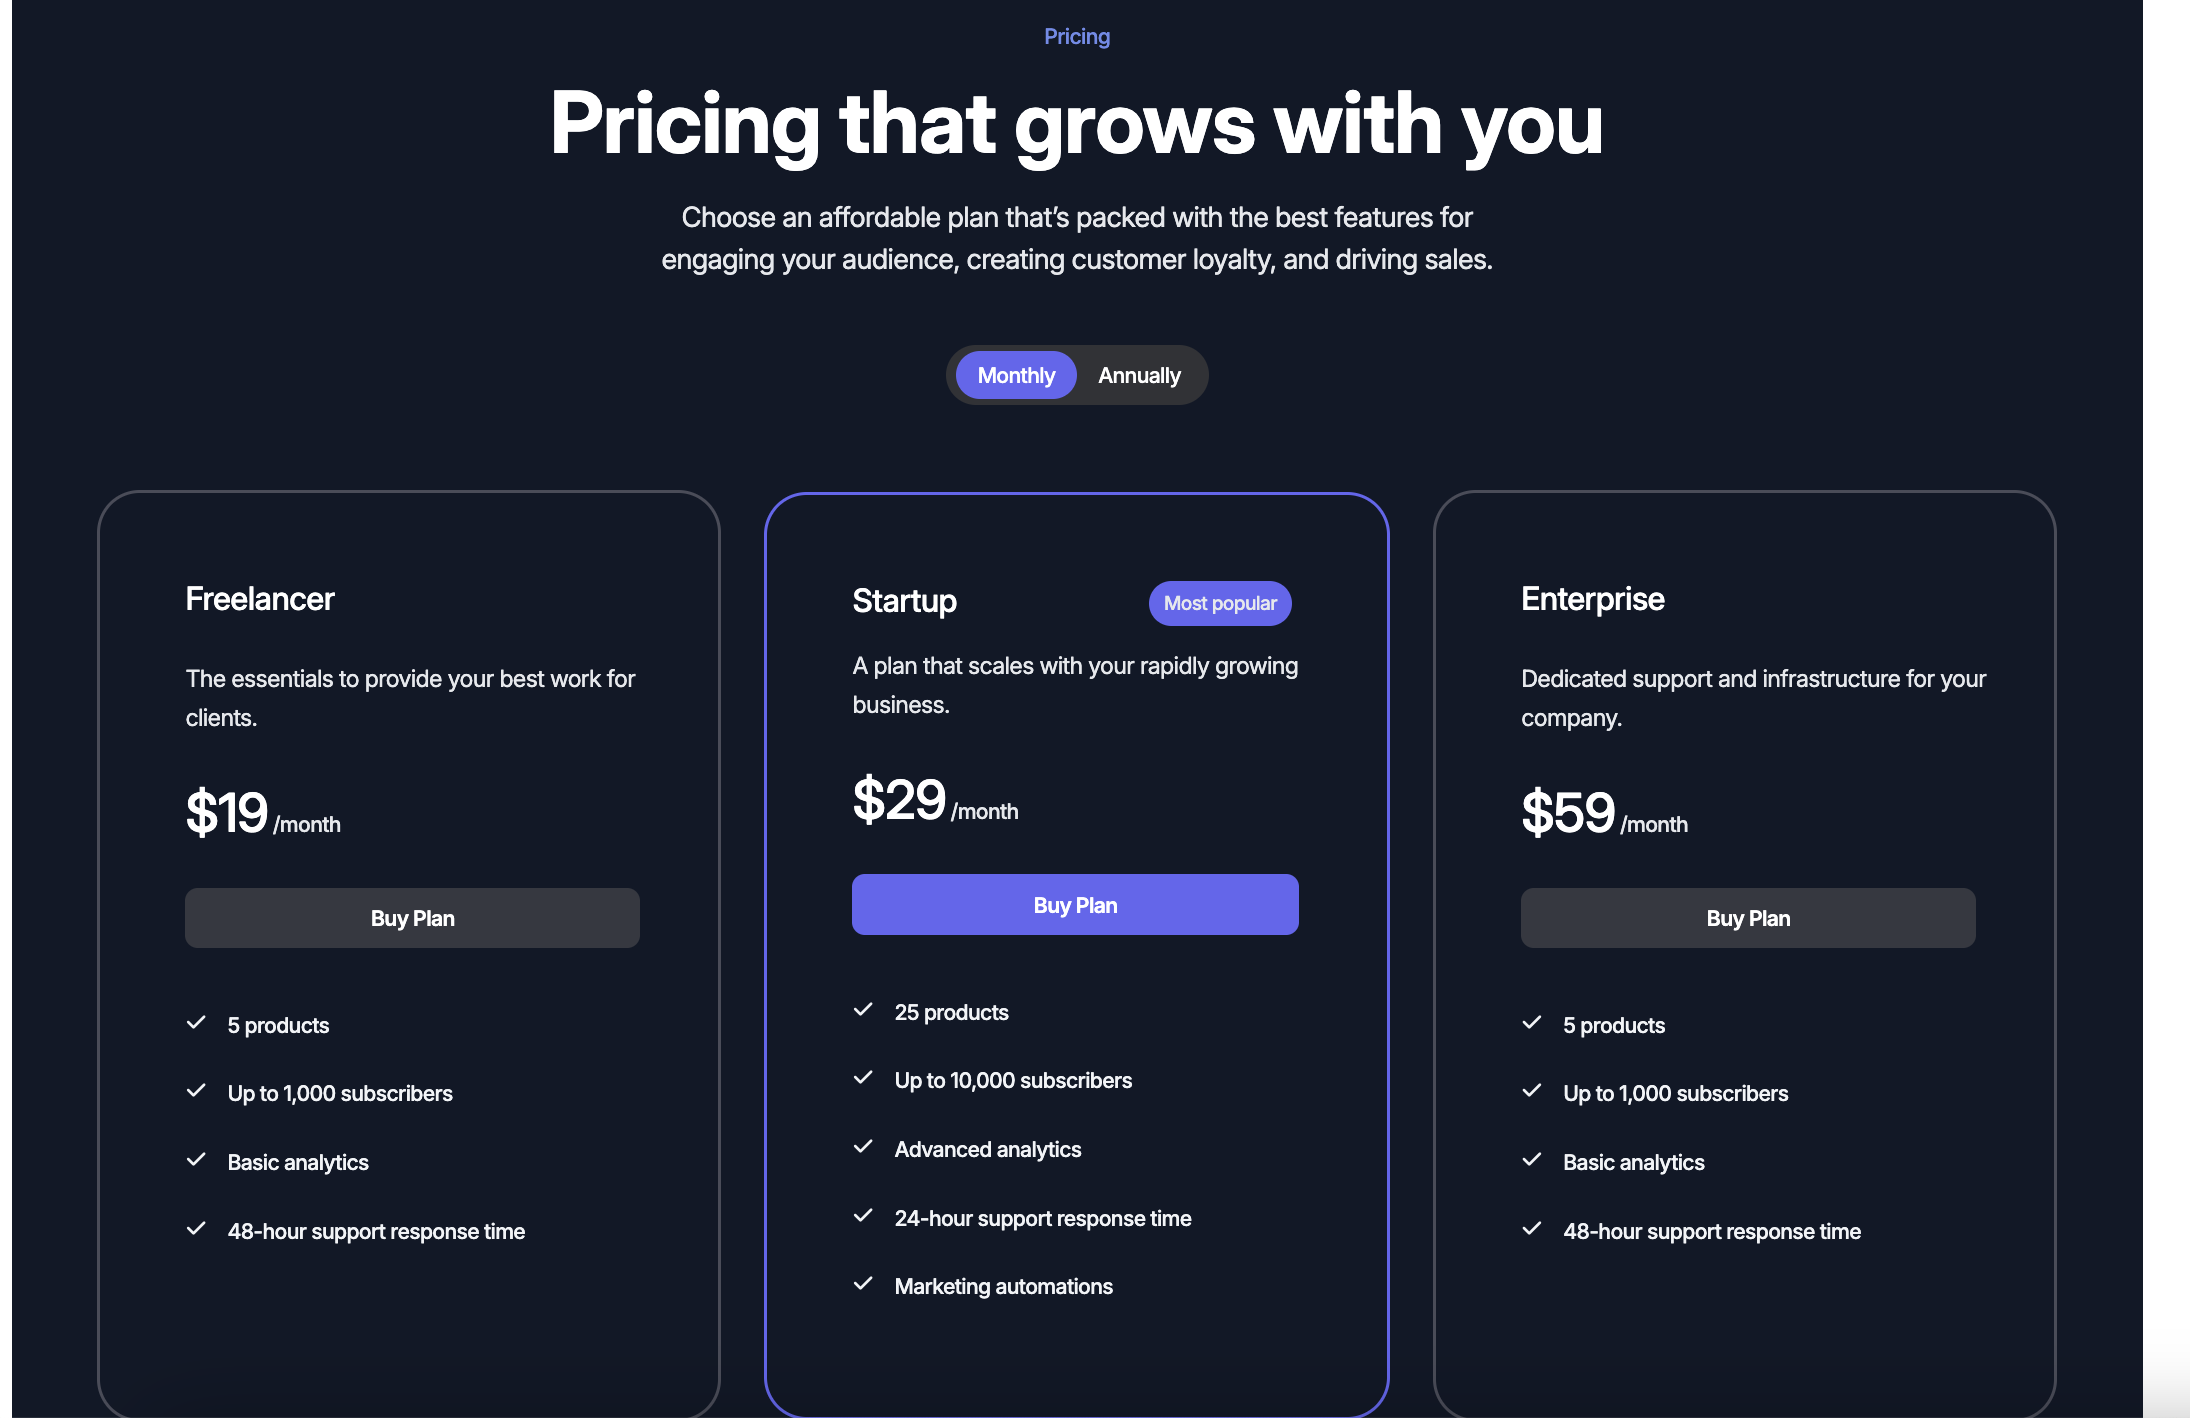 Pricing
Pricing that grows with you
Choose an affordable plan that’s packed with the best features for
engaging your audience, creating customer loyalty, and driving sales.
Monthly Annually
Freelancer
The essentials to provide your best work for
clients.
$19 /month
Buy Plan
5 products
Up to 1,000 subscribers
Basic analytics
48-hour support response time
Startup Most popular
A plan that scales with your rapidly growing
business.
$29 /month
Buy Plan
25 products
Up to 10,000 subscribers
Advanced analytics
24-hour support response time
Marketing automations
Enterprise
Dedicated support and infrastructure for your
company.
$59 /month
Buy Plan
5 products
Up to 1,000 subscribers
Basic analytics
48-hour support response time